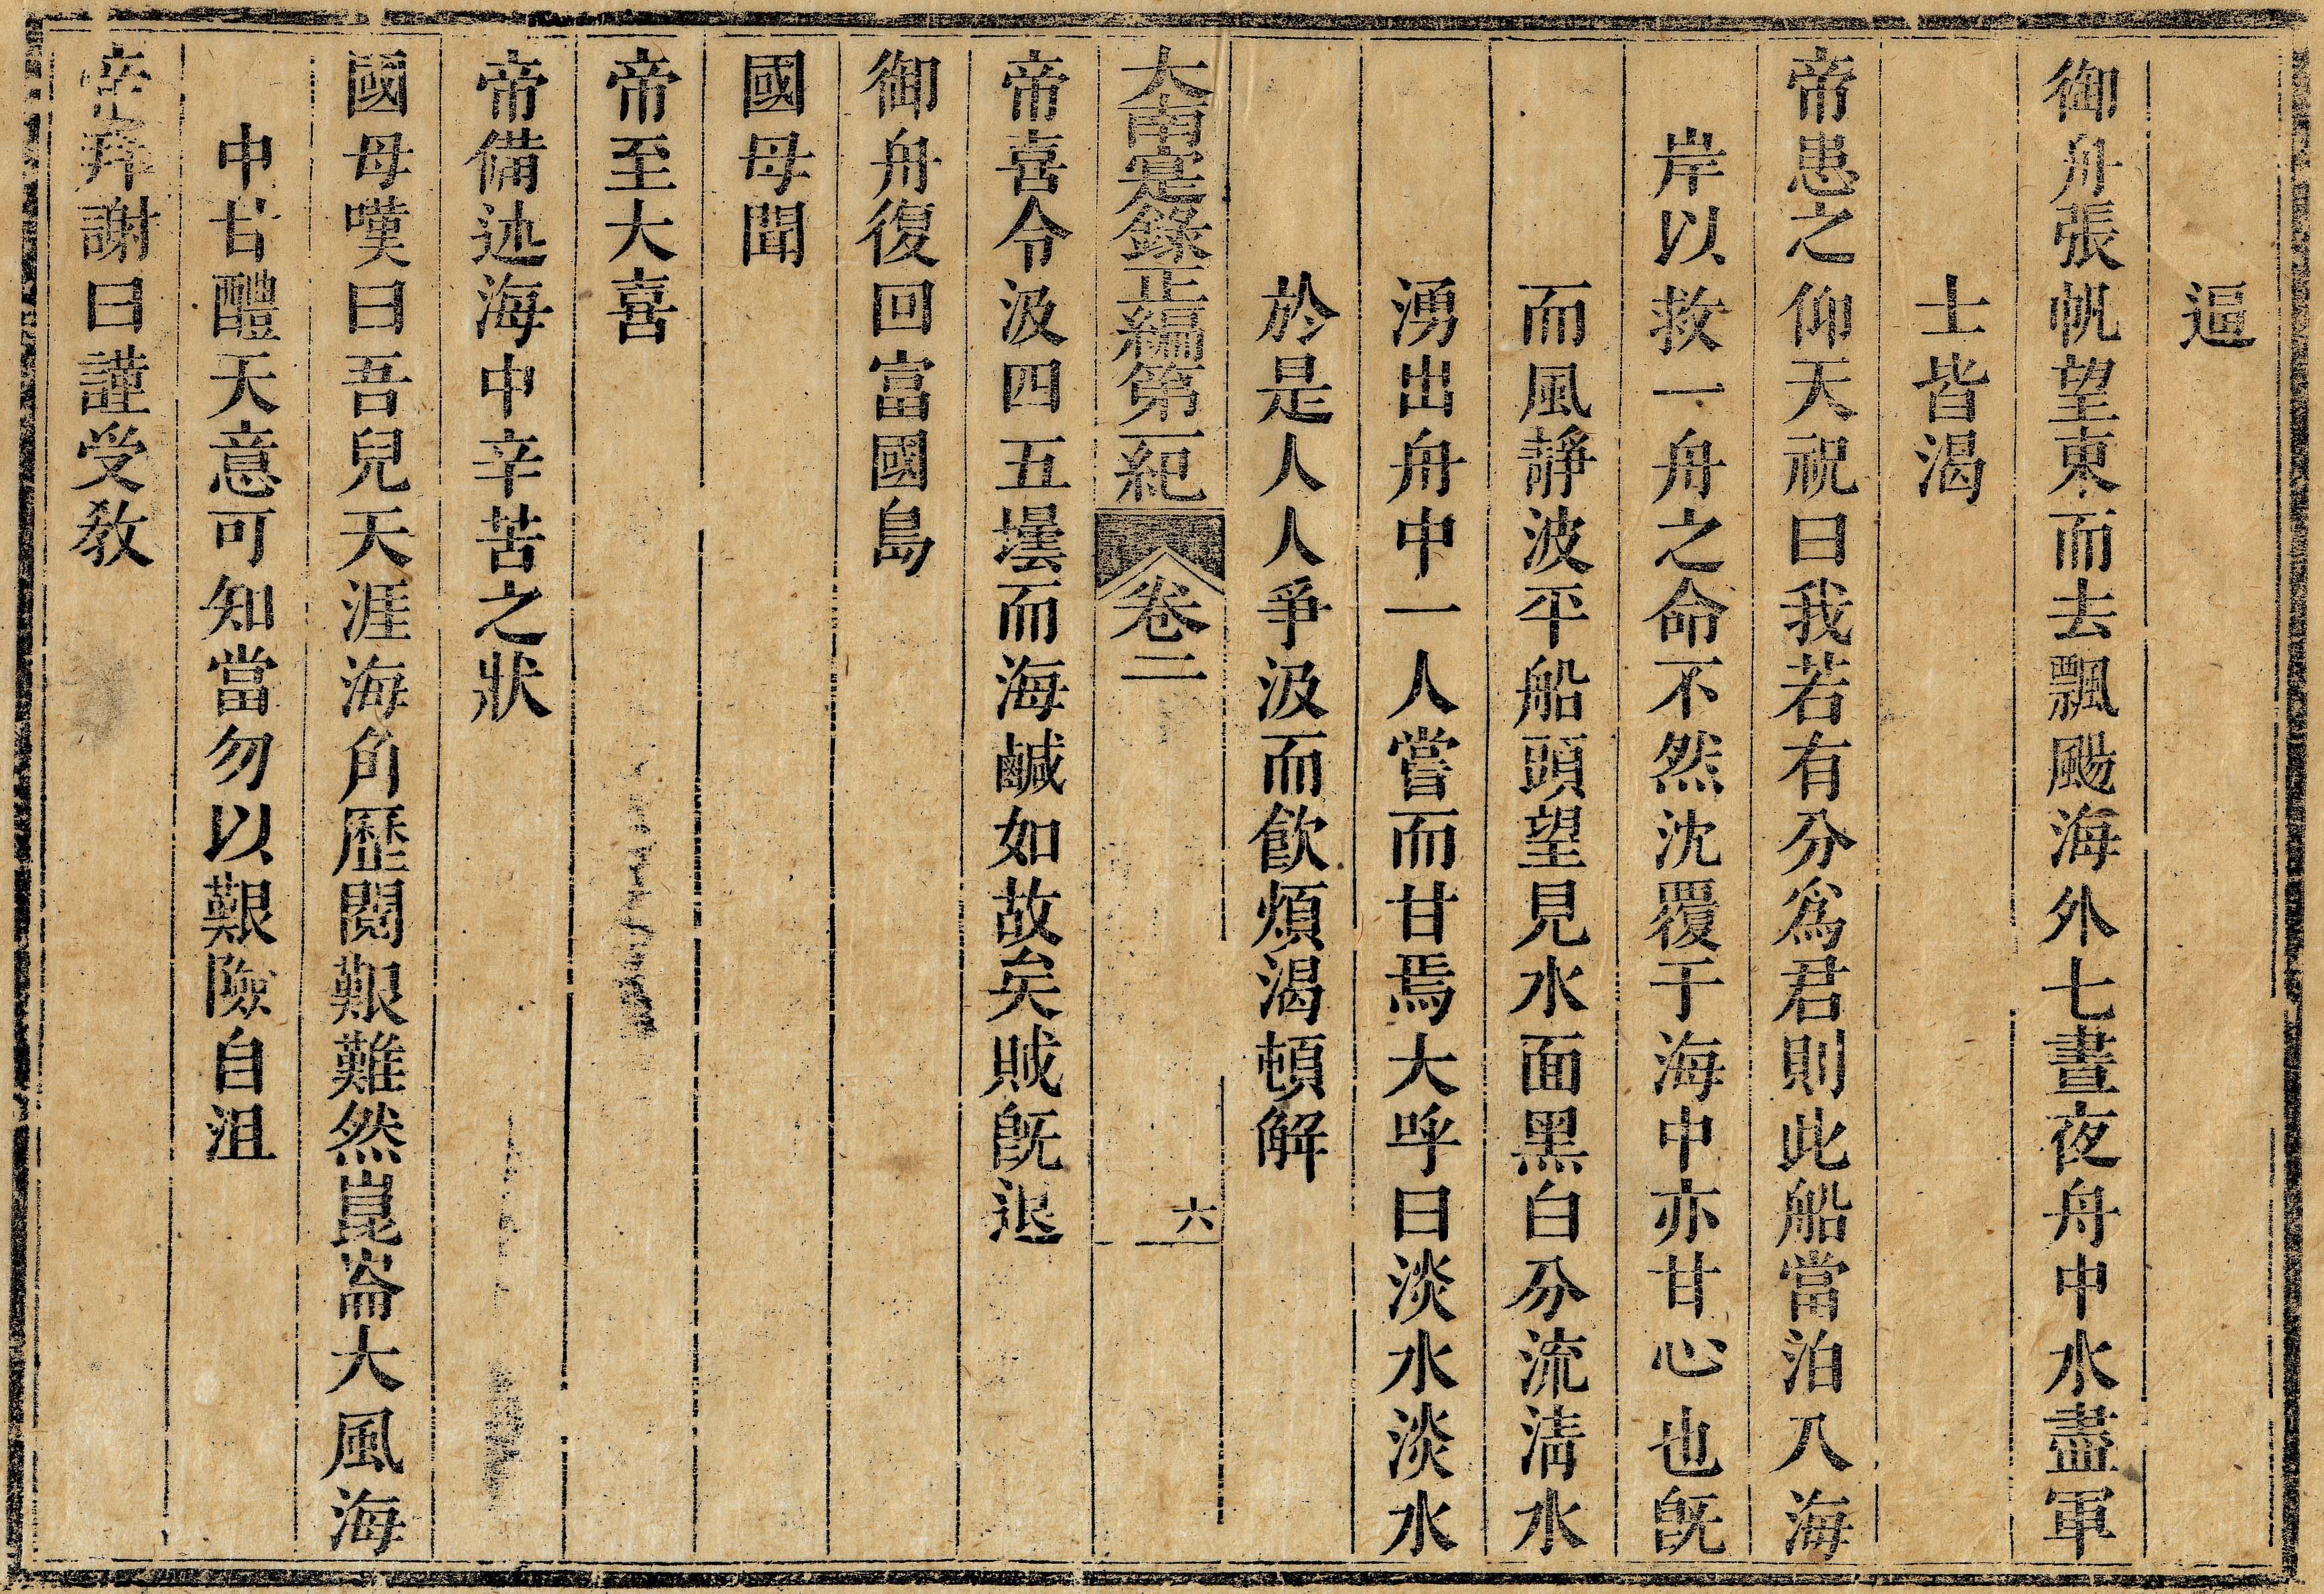 逼
御舟張帆望東而去飄颺海外七晝夜舟中水盡軍
士皆渴
帝患之仰天祝曰我若有分爲君則此船當泊入海
岸以救一舟之命不然沈覆于海中亦甘心也旣
而風靜波平船頭望見水面黑白分流淸水
湧出舟中一人嘗而甘焉大呼曰淡水淡水
於是人人爭汲而飮煩渴頓解
大南寔錄正編第一紀 卷二 六
帝喜令汲四五壜而海鹹如故矣賊旣退
御舟復回富國島
國母聞
帝至大喜
帝備述海中辛苦之狀
國母嘆曰吾兒天涯海角歷閱艱難然崑崙大風海
中甘醴天意可知當勿以艱險自沮
帝拜謝曰謹受敎